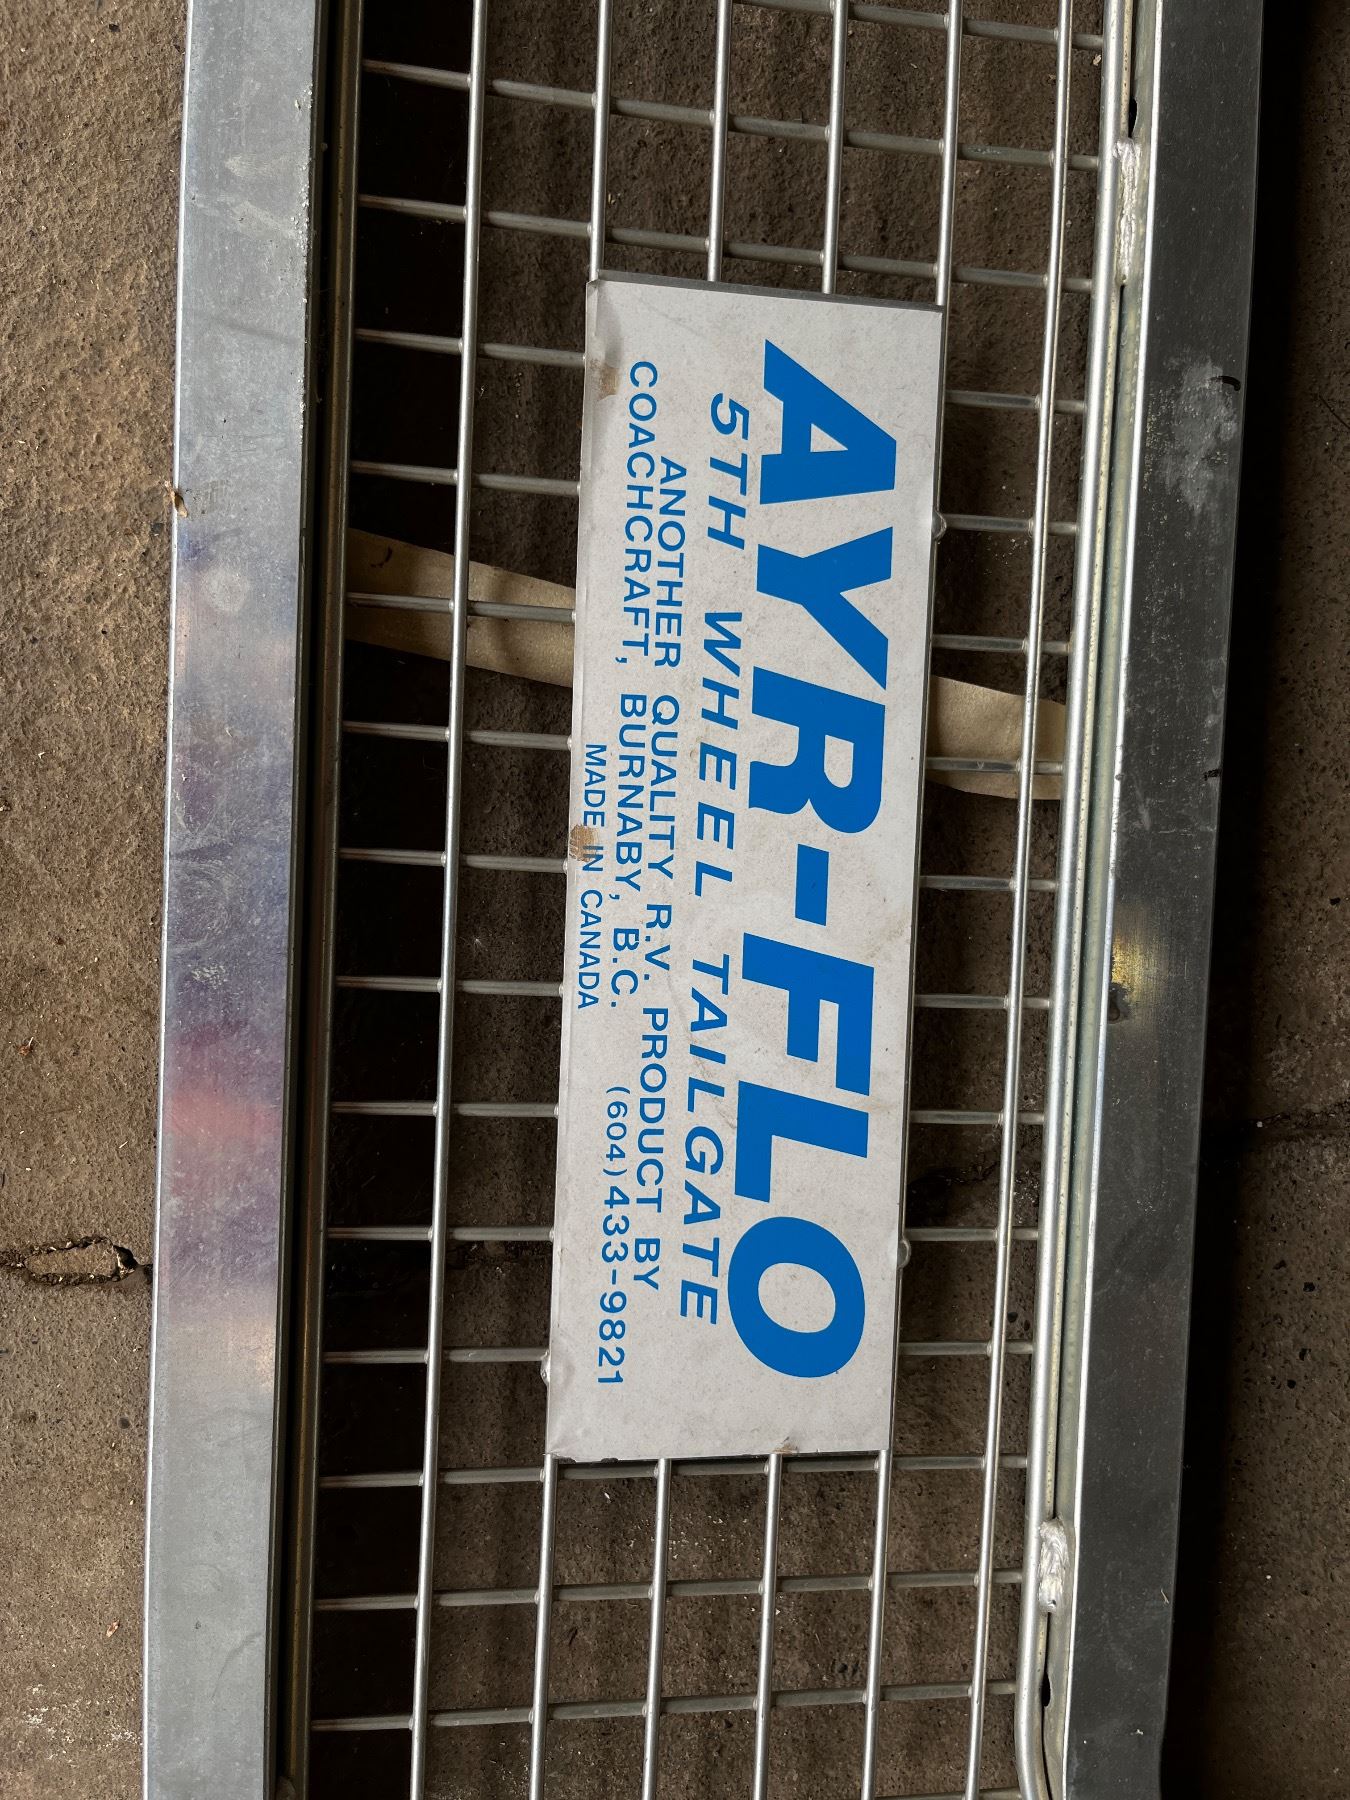 AYR-FLO
5TH WHEEL TAILGATE
ANOTHER QUALITY R.V. PRODUCT BY
COACHCRAFT, BURNABY, B.C. (604) 433-9821
MADE IN CANADA